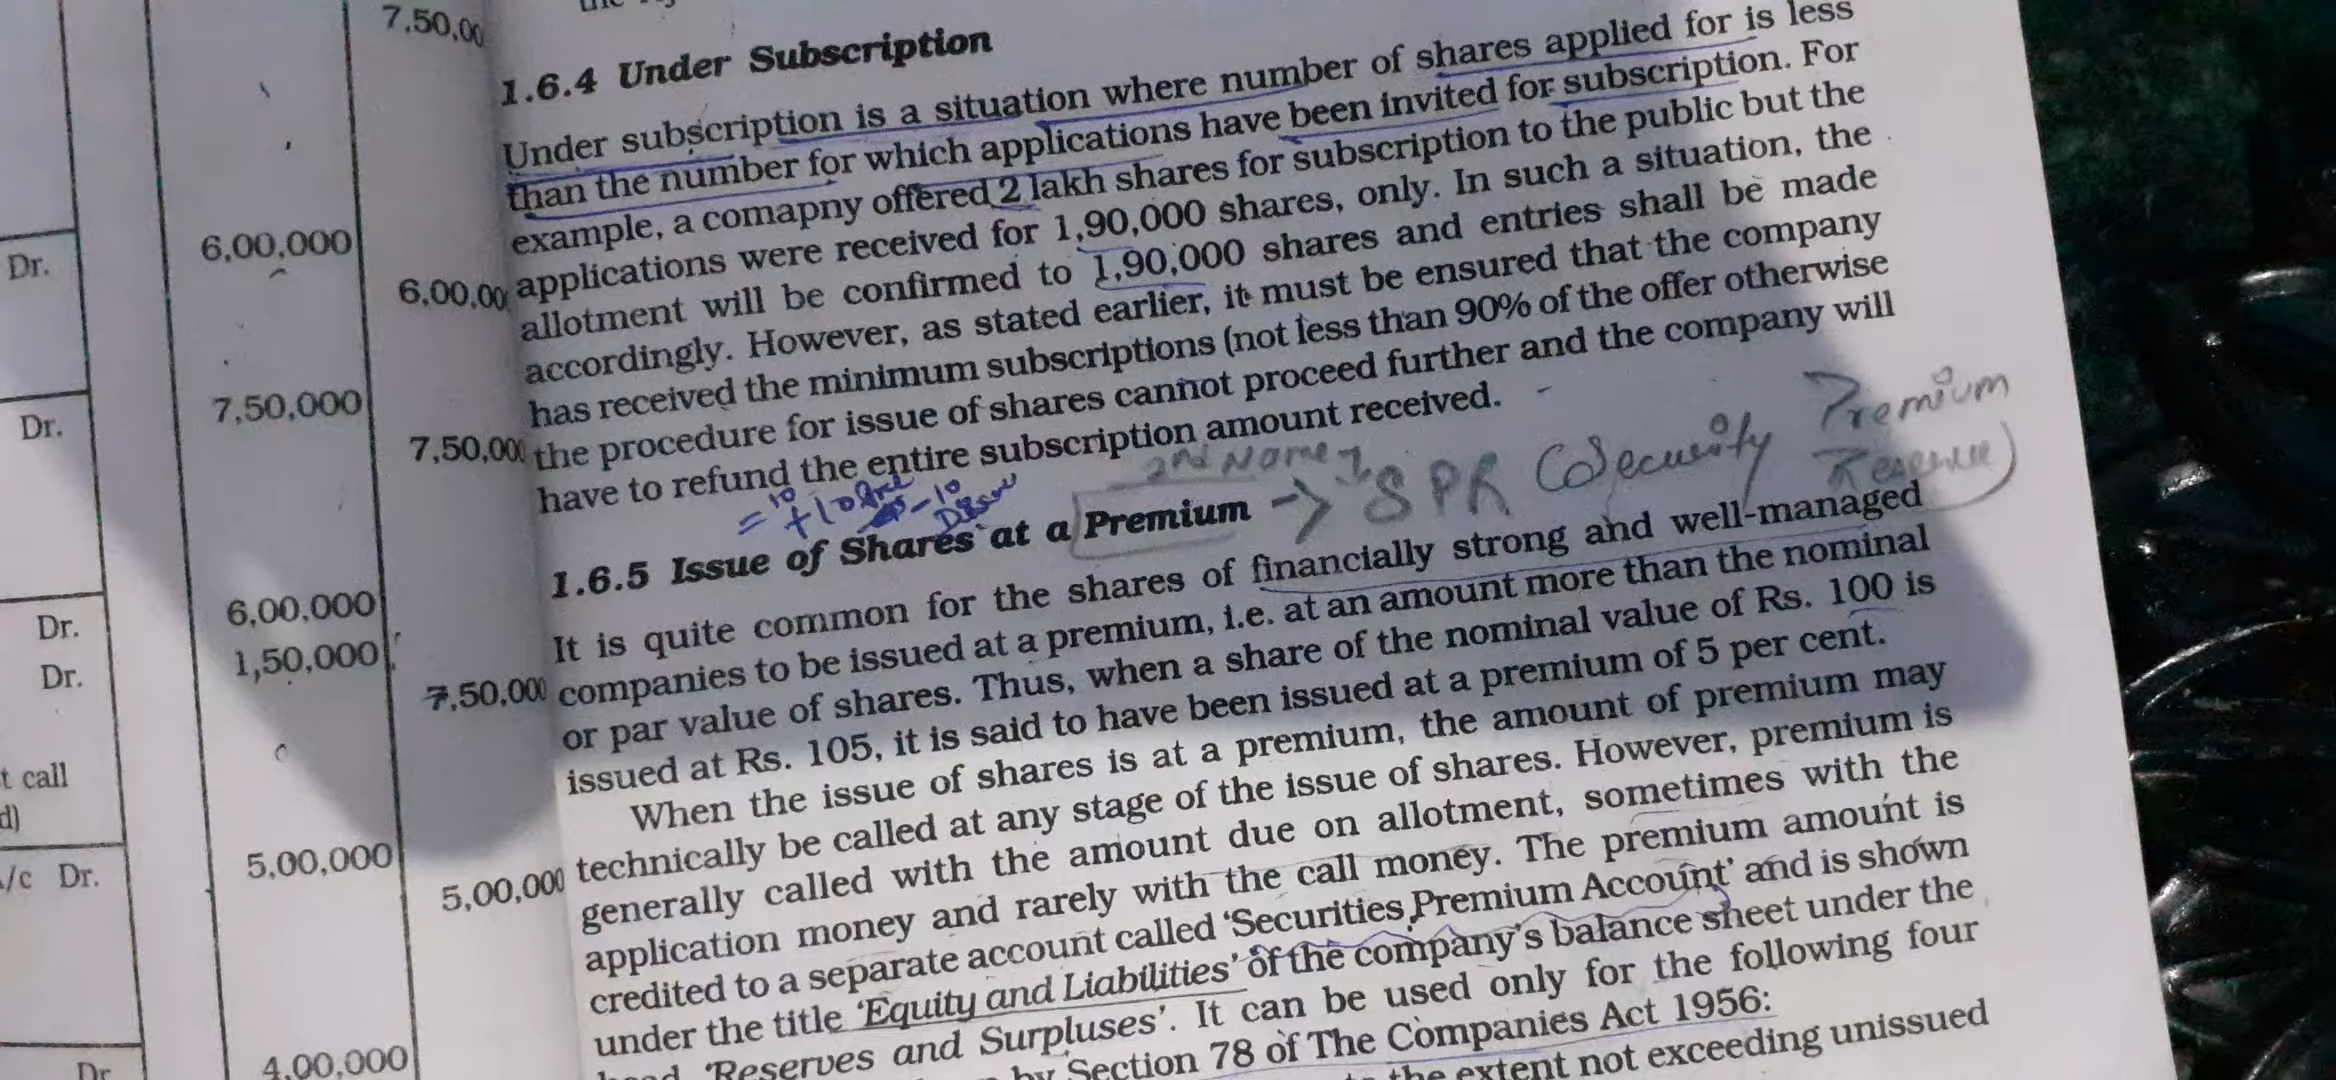 7.50,00
Dr.
6,00,000
6.00,00
Dr.
7,50,000
7,50,000
Dr.
6,00,000
Dr.
1,50,000
7,50,000
t call
d)
/c Dr.
5,00,000
5,00,000
Dr
4,00,000
1.6.4 Under Subscription
Under subscription is a situation where number of shares applied for is less
than the number for which applications have been invited for subscription. For
example, a comapny offered 2 lakh shares for subscription to the public but the
applications were received for 1,90,000 shares, only. In such a situation, the
allotment will be confirmed to 1,90,000 shares and entries shall be made
accordingly. However, as stated earlier, it must be ensured that the company
has received the minimum subscriptions (not less than 90% of the offer otherwise
the procedure for issue of shares cannot proceed further and the company will
have to refund the entire subscription amount received.
2nd Name
= 10 +10 -10
1.6.5 Issue of Shares at a Premium → SPR (Security Premium
Reserve)
It is quite common for the shares of financially strong and well-managed
companies to be issued at a premium, i.e. at an amount more than the nominal
or par value of shares. Thus, when a share of the nominal value of Rs. 100 is
issued at Rs. 105, it is said to have been issued at a premium of 5 per cent.
When the issue of shares is at a premium, the amount of premium may
technically be called at any stage of the issue of shares. However, premium is
generally called with the amount due on allotment, sometimes with the
application money and rarely with the call money. The premium amount is
credited to a separate account called ‘Securities Premium Account’ and is shown
under the title ‘Equity and Liabilities’ of the company’s balance sheet under the
‘Reserves and Surpluses’. It can be used only for the following four
by Section 78 of The Companies Act 1956:
the extent not exceeding unissued